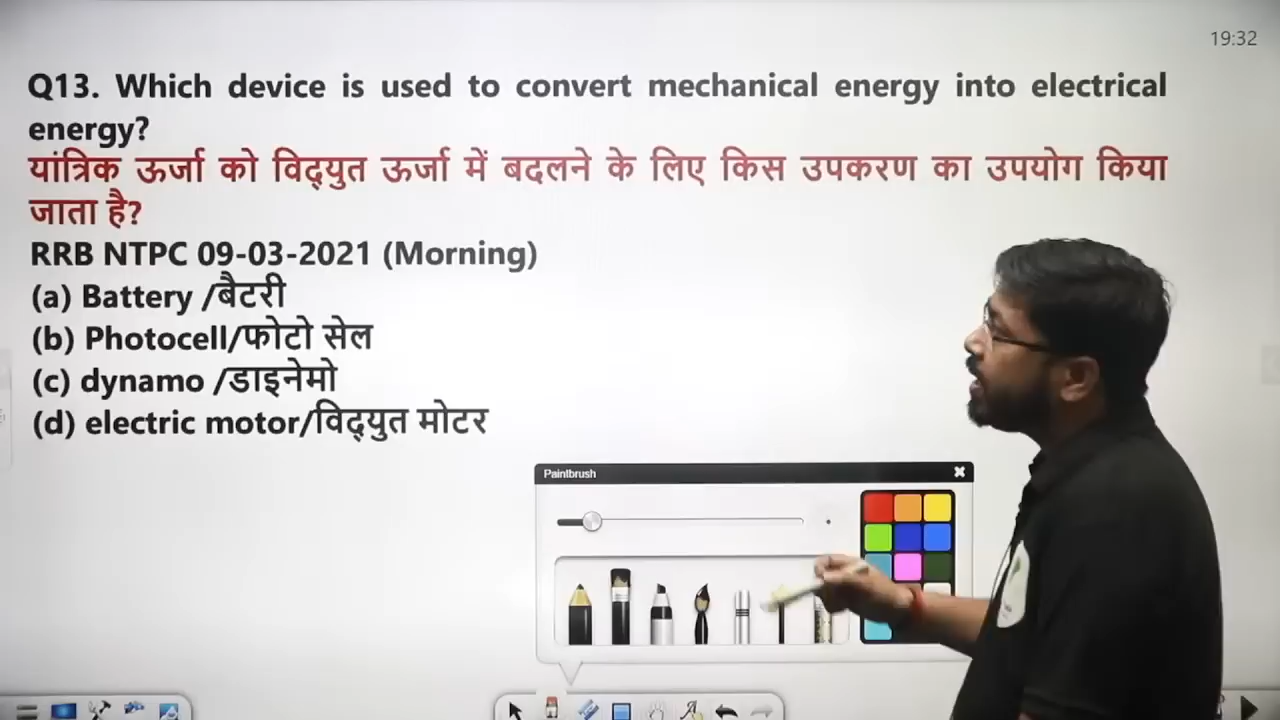 19:32
Q13. Which device is used to convert mechanical energy into electrical
energy?
यांत्रिक ऊर्जा को विद्युत ऊर्जा में बदलने के लिए किस उपकरण का उपयोग किया
जाता है?
RRB NTPC 09-03-2021 (Morning)
(a) Battery /बैटरी
(b) Photocell/फोटो सेल
(c) dynamo /डाइनेमो
(d) electric motor/विद्युत मोटर
Paintbrush